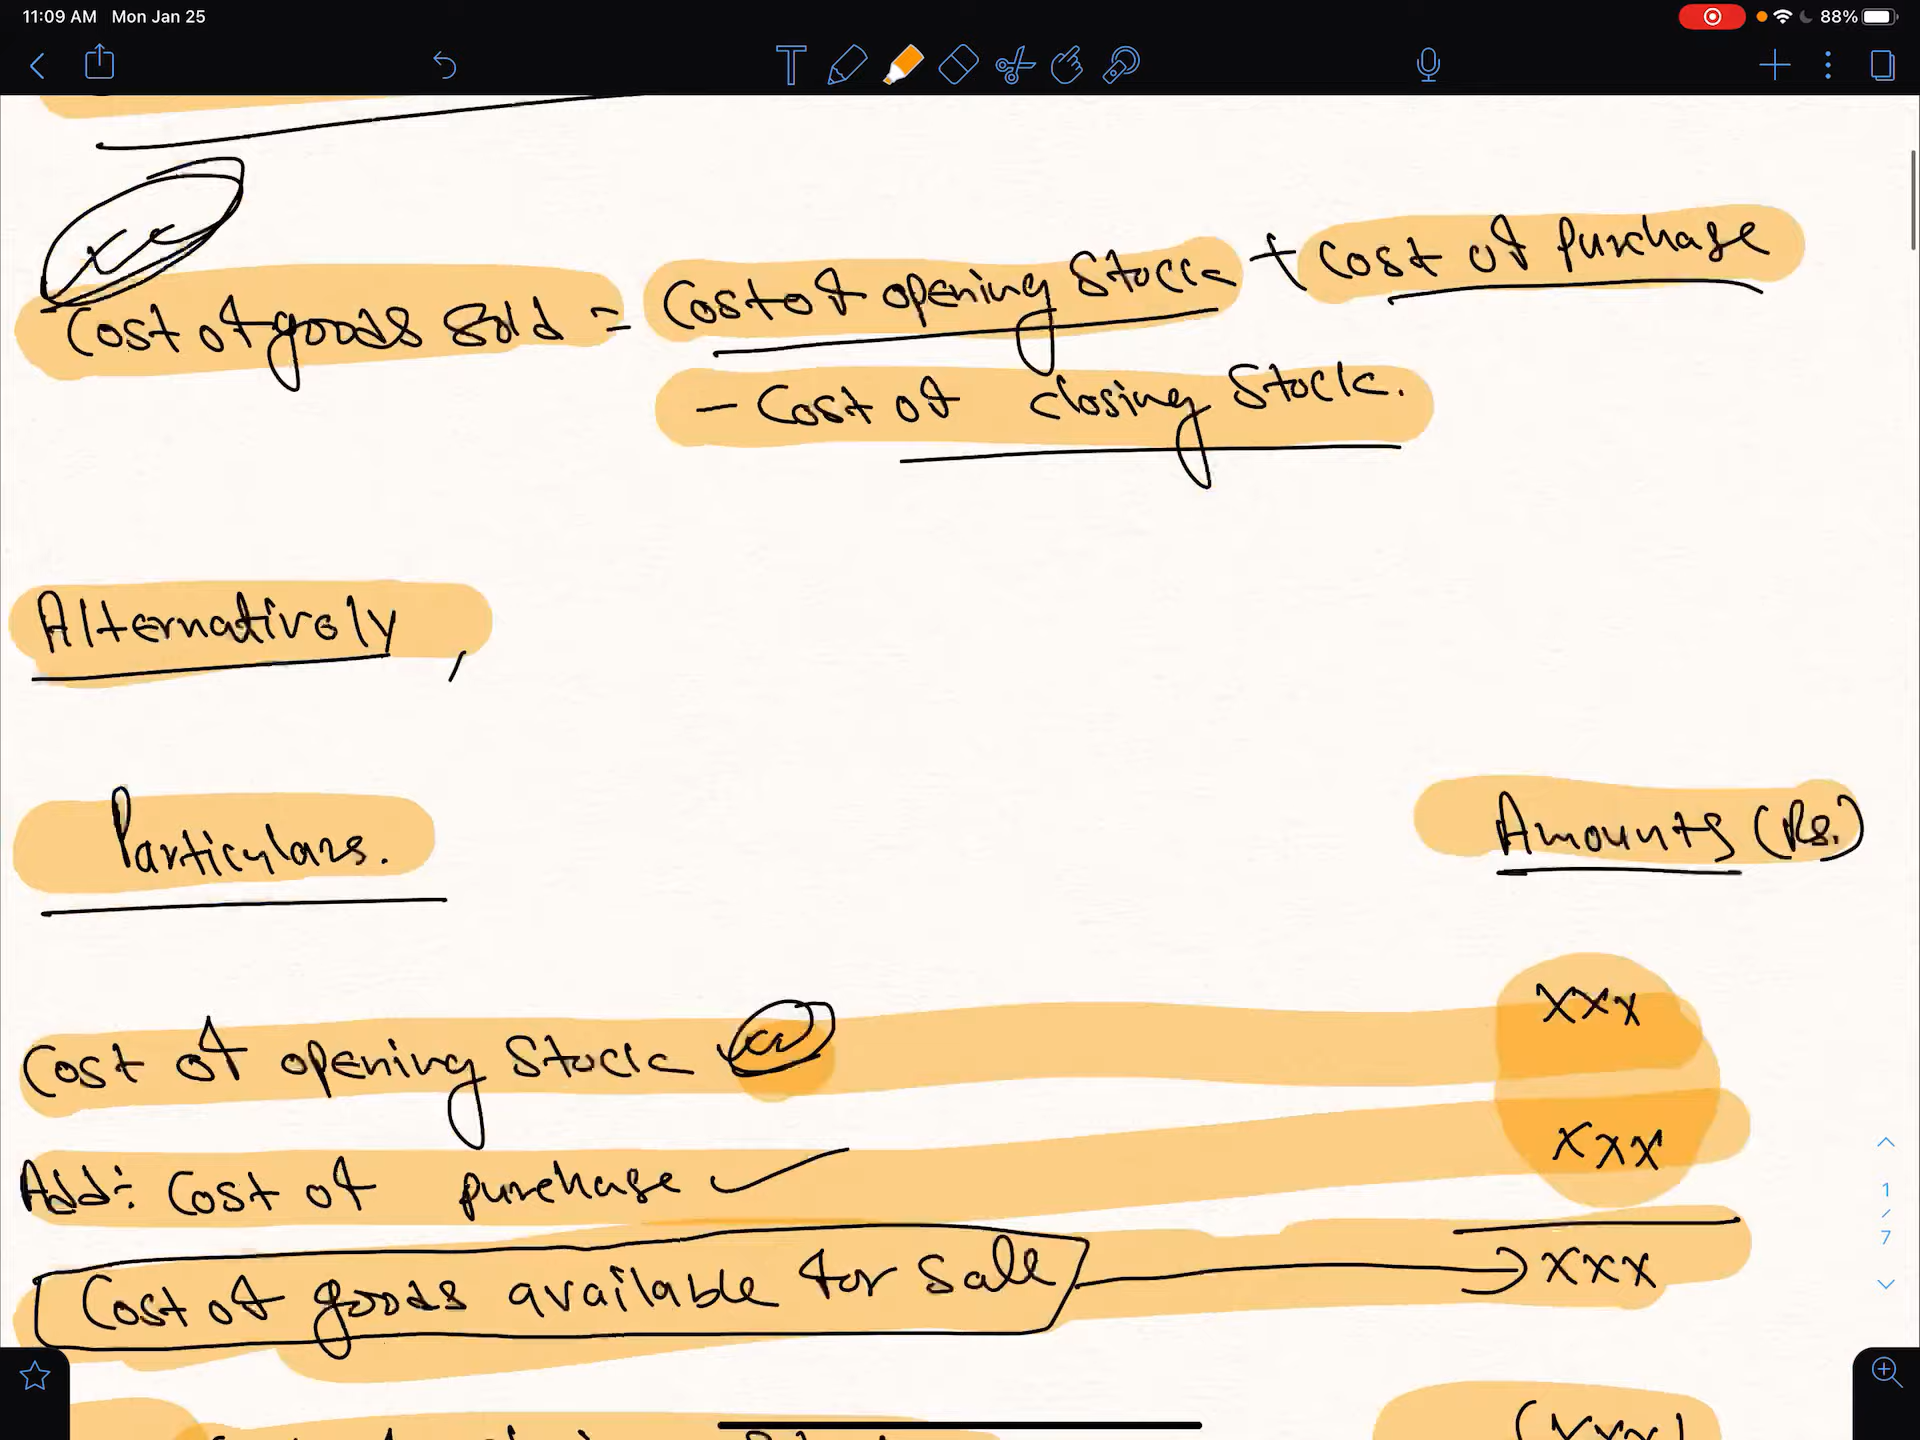 11:09 AM Mon Jan 25
88%
Cost of goods sold = Cost of opening Stock + Cost of purchase
- Cost of closing Stock.
Alternatively,
Particulars. Amounts (Rs.)
Cost of opening Stock xxx
Add: Cost of purchase xxx
Cost of goods available for sale xxx
(xxx)
1 / 7